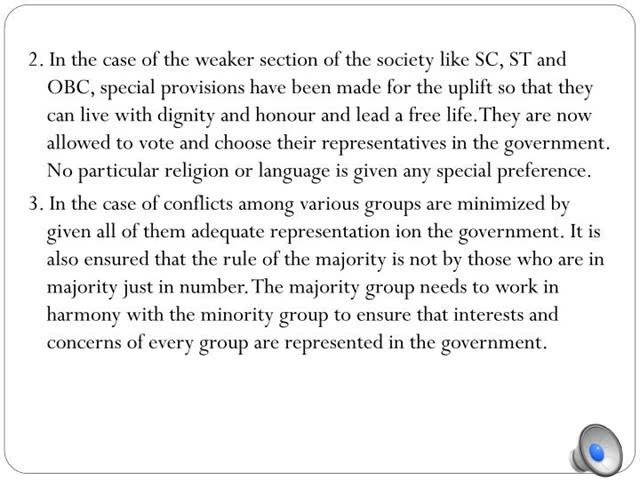 2. In the case of the weaker section of the society like SC, ST and
OBC, special provisions have been made for the uplift so that they
can live with dignity and honour and lead a free life. They are now
allowed to vote and choose their representatives in the government.
No particular religion or language is given any special preference.
3. In the case of conflicts among various groups are minimized by
given all of them adequate representation ion the government. It is
also ensured that the rule of the majority is not by those who are in
majority just in number. The majority group needs to work in
harmony with the minority group to ensure that interests and
concerns of every group are represented in the government.